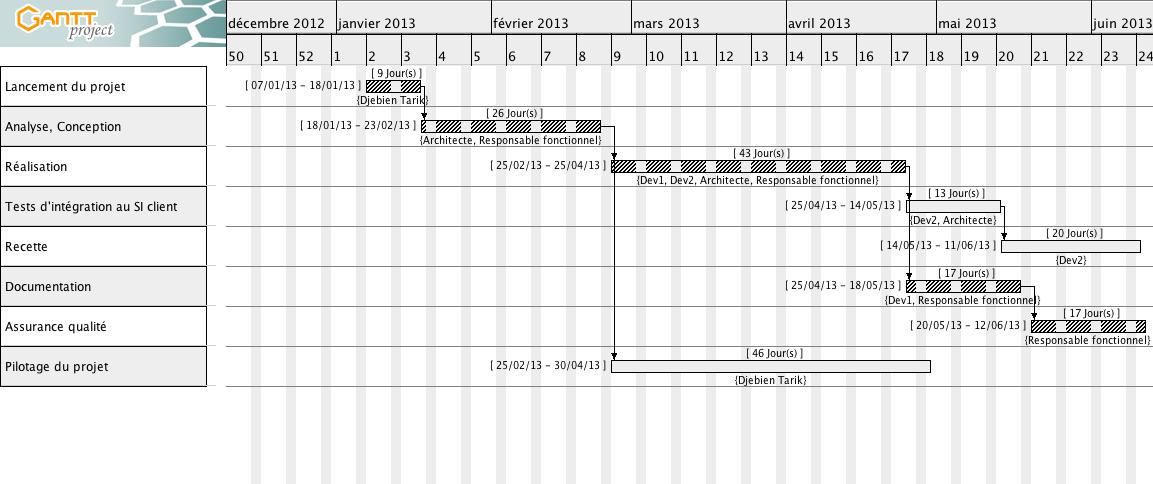 GANTT
project
décembre 2012 janvier 2013 février 2013 mars 2013 avril 2013 mai 2013 juin 2013
50 51 52 1 2 3 4 5 6 7 8 9 10 11 12 13 14 15 16 17 18 19 20 21 22 23 24
Lancement du projet
[ 9 Jour(s) ]
[ 07/01/13 - 18/01/13 ]
{Djebien Tarik}
Analyse, Conception
[ 26 Jour(s) ]
[ 18/01/13 - 23/02/13 ]
{Architecte, Responsable fonctionnel}
Réalisation
[ 43 Jour(s) ]
[ 25/02/13 - 25/04/13 ]
{Dev1, Dev2, Architecte, Responsable fonctionnel}
Tests d'intégration au SI client
[ 13 Jour(s) ]
[ 25/04/13 - 14/05/13 ]
{Dev2, Architecte}
Recette
[ 20 Jour(s) ]
[ 14/05/13 - 11/06/13 ]
{Dev2}
Documentation
[ 17 Jour(s) ]
[ 25/04/13 - 18/05/13 ]
{Dev1, Responsable fonctionnel}
Assurance qualité
[ 17 Jour(s) ]
[ 20/05/13 - 12/06/13 ]
{Responsable fonctionnel}
Pilotage du projet
[ 46 Jour(s) ]
[ 25/02/13 - 30/04/13 ]
{Djebien Tarik}